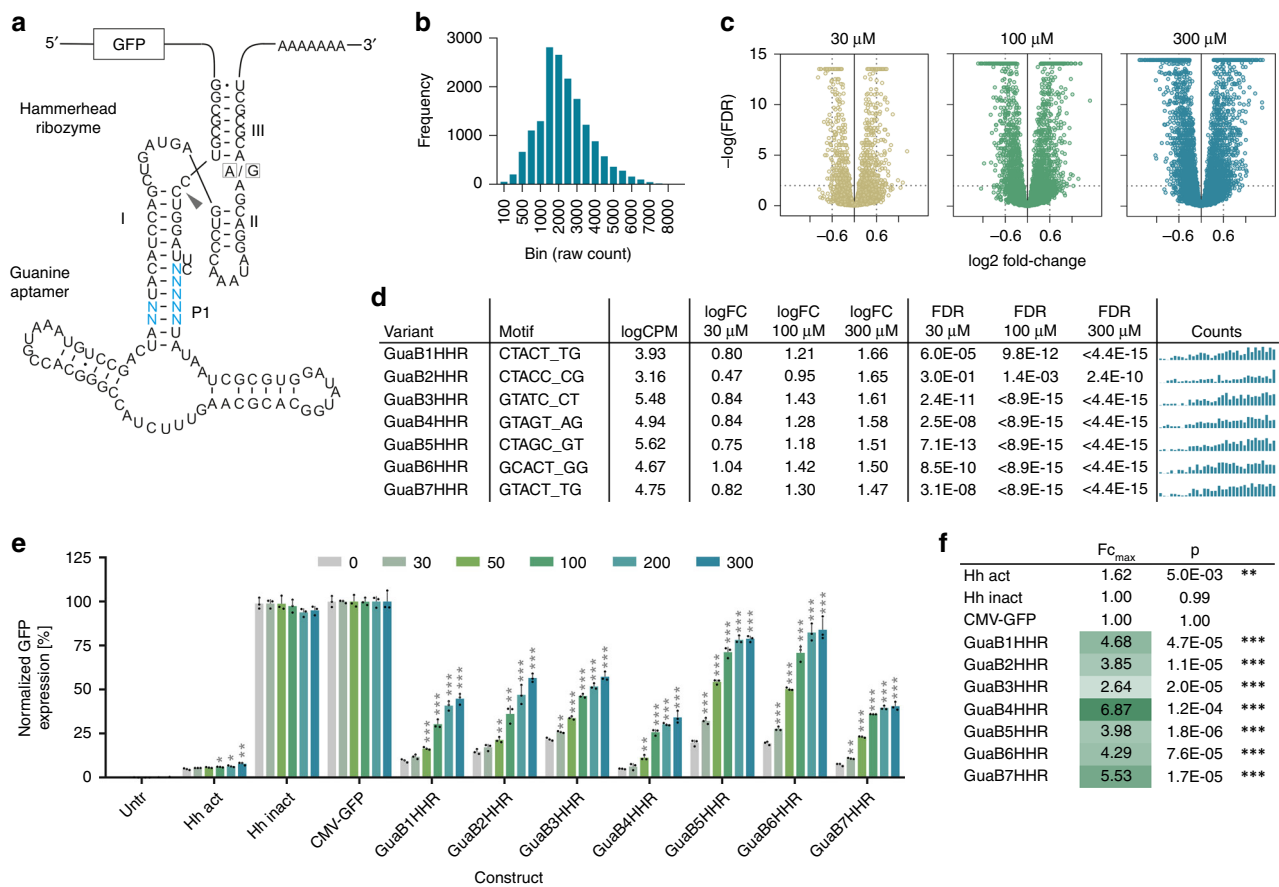 a
5′
GFP
AAAAAAA
3′
Hammerhead
ribozyme
III
A / G
I
II
Guanine
aptamer
P1
b
Frequency
3000
2000
1000
0
100
500
1000
2000
3000
4000
5000
6000
7000
8000
Bin (raw count)
c
30 μM
100 μM
300 μM
–log(FDR)
15
10
5
0
–0.6 0.6
–0.6 0.6
–0.6 0.6
log2 fold-change
d
Variant Motif logCPM logFC 30 μM logFC 100 μM logFC 300 μM FDR 30 μM FDR 100 μM FDR 300 μM Counts
GuaB1HHR CTACT_TG 3.93 0.80 1.21 1.66 6.0E-05 9.8E-12 <4.4E-15
GuaB2HHR CTACC_CG 3.16 0.47 0.95 1.65 3.0E-01 1.4E-03 2.4E-10
GuaB3HHR GTATC_CT 5.48 0.84 1.43 1.61 2.4E-11 <8.9E-15 <4.4E-15
GuaB4HHR GTAGT_AG 4.94 0.84 1.28 1.58 2.5E-08 <8.9E-15 <4.4E-15
GuaB5HHR CTAGC_GT 5.62 0.75 1.18 1.51 7.1E-13 <8.9E-15 <4.4E-15
GuaB6HHR GCACT_GG 4.67 1.04 1.42 1.50 8.5E-10 <8.9E-15 <4.4E-15
GuaB7HHR GTACT_TG 4.75 0.82 1.30 1.47 3.1E-08 <8.9E-15 <4.4E-15
e
Normalized GFP
expression [%]
125
100
75
50
25
0
0 30 50 100 200 300
Untr
Hh act
Hh inact
CMV-GFP
GuaB1HHR
GuaB2HHR
GuaB3HHR
GuaB4HHR
GuaB5HHR
GuaB6HHR
GuaB7HHR
Construct
f
Fcmax p
Hh act 1.62 5.0E-03 **
Hh inact 1.00 0.99
CMV-GFP 1.00 1.00
GuaB1HHR 4.68 4.7E-05 ***
GuaB2HHR 3.85 1.1E-05 ***
GuaB3HHR 2.64 2.0E-05 ***
GuaB4HHR 6.87 1.2E-04 ***
GuaB5HHR 3.98 1.8E-06 ***
GuaB6HHR 4.29 7.6E-05 ***
GuaB7HHR 5.53 1.7E-05 ***